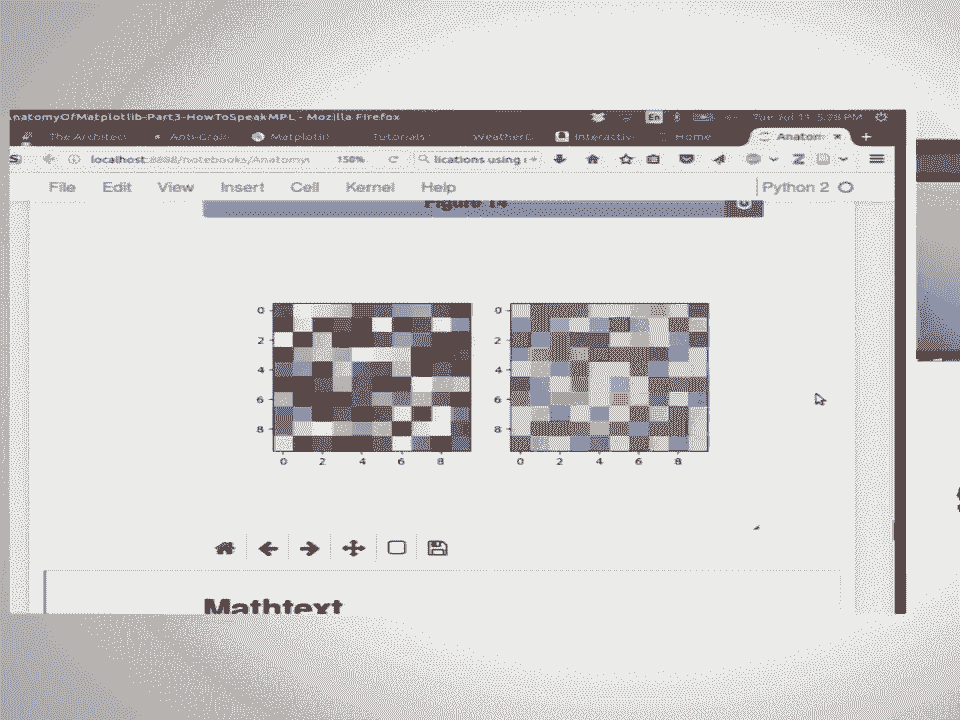 AnatomyOfMatplotlib-Part3-HowToSpeakMPL - Mozilla Firefox En Tue Jul 11 5:28 PM
The Architect Anti-Grain Matplotlib Tutorials Interactiv Home Anatom
localhost:8888/notebooks/Anatomy 150% lications using
File Edit View Insert Cell Kernel Help Python 2
Figure 14
0 0
2 2
4 4
6 6
8 8
0 2 4 6 8 0 2 4 6 8
Mathtext